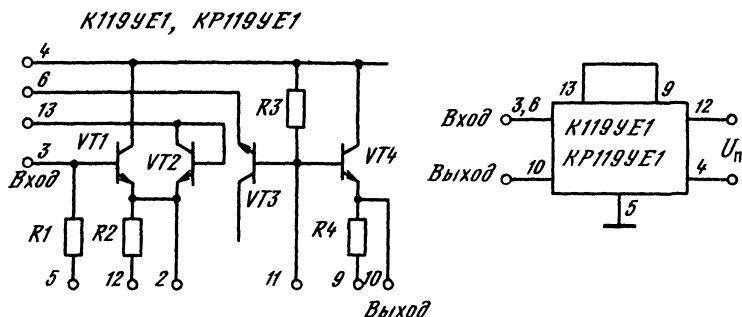 К119УЕ1, КР119УЕ1
4
6
13
3
Вход
VT1
VT2
VT3
R3
VT4
R1
R2
R4
5
12
2
11
9
10
Выход
13
9
Вход
3,6
К119УЕ1
КР119УЕ1
12
Uп
Выход
10
4
5